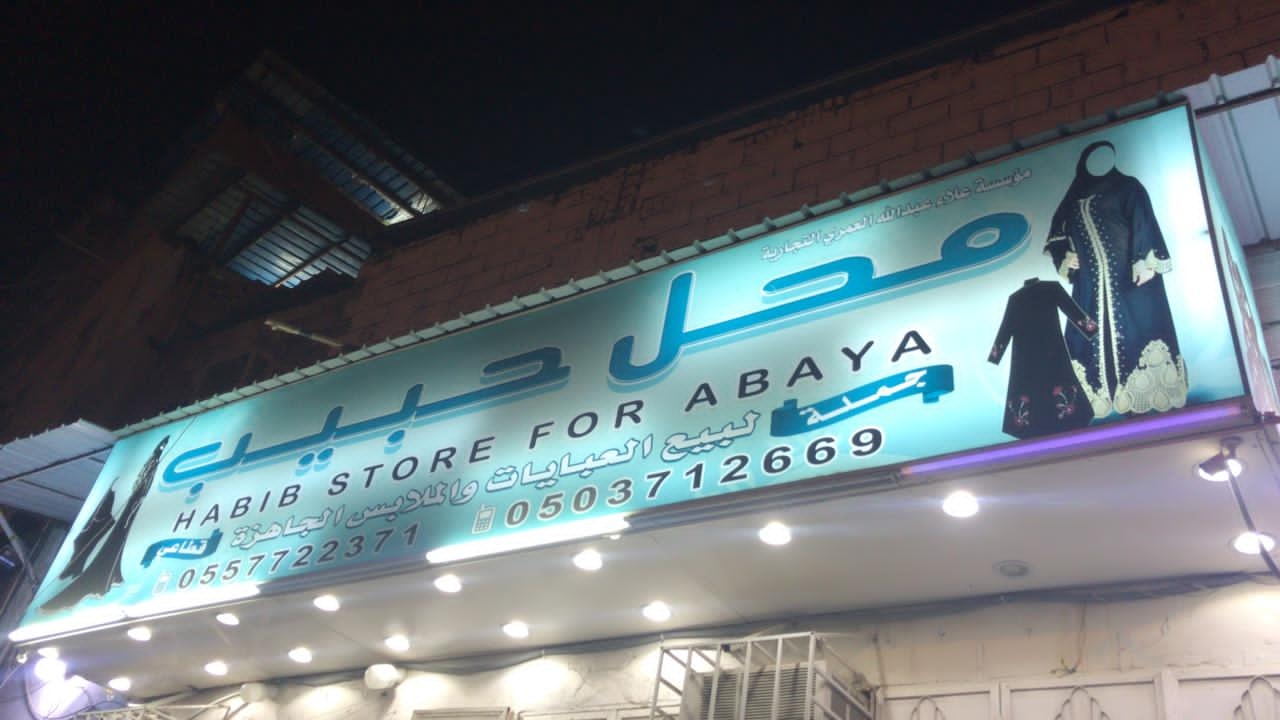 مؤسسة علاء عبدالله العمري التجارية
محل حبيب
HABIB STORE FOR ABAYA
جملة لبيع العبايات والملابس الجاهزة قطاعي
0503712669
0557722371